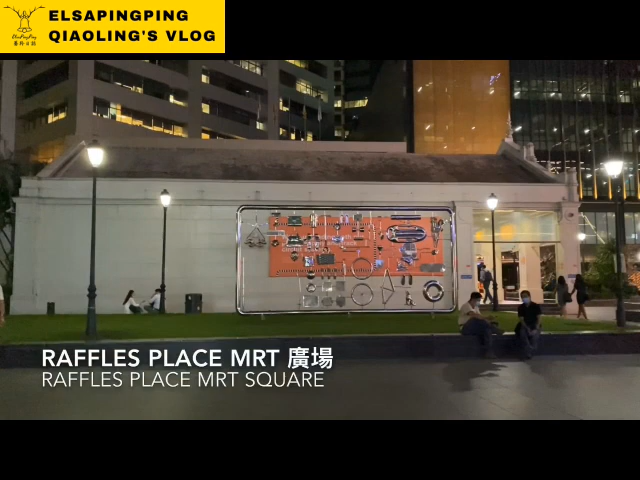 ELSAPINGPING
QIAOLING'S VLOG
RAFFLES PLACE MRT 廣場
RAFFLES PLACE MRT SQUARE